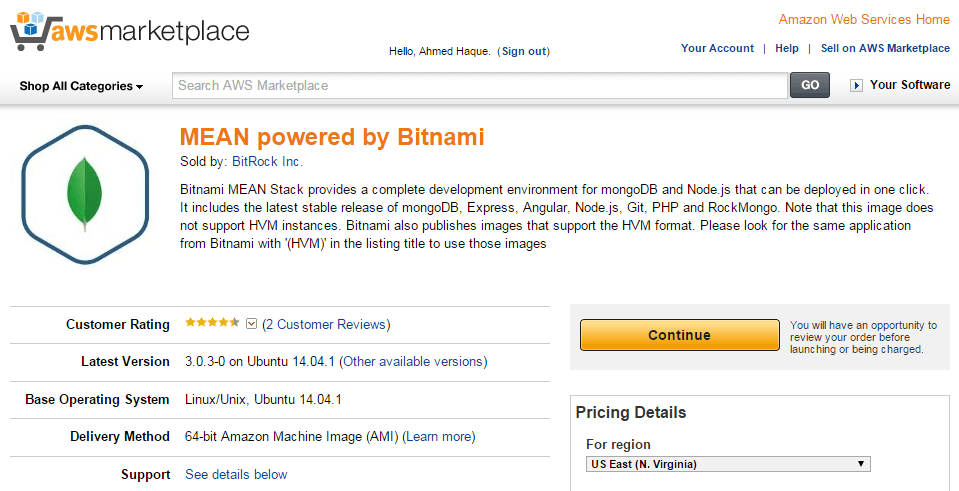 Amazon Web Services Home
awsmarketplace
Hello, Ahmed Haque. (Sign out)
Your Account | Help | Sell on AWS Marketplace
Shop All Categories
Search AWS Marketplace
GO
Your Software
MEAN powered by Bitnami
Sold by: BitRock Inc.
Bitnami MEAN Stack provides a complete development environment for mongoDB and Node.js that can be deployed in one click.
It includes the latest stable release of mongoDB, Express, Angular, Node.js, Git, PHP and RockMongo. Note that this image does
not support HVM instances. Bitnami also publishes images that support the HVM format. Please look for the same application
from Bitnami with '(HVM)' in the listing title to use those images
Customer Rating
(2 Customer Reviews)
Latest Version
3.0.3-0 on Ubuntu 14.04.1 (Other available versions)
Base Operating System
Linux/Unix, Ubuntu 14.04.1
Delivery Method
64-bit Amazon Machine Image (AMI) (Learn more)
Support
See details below
Continue
You will have an opportunity to
review your order before
launching or being charged.
Pricing Details
For region
US East (N. Virginia)